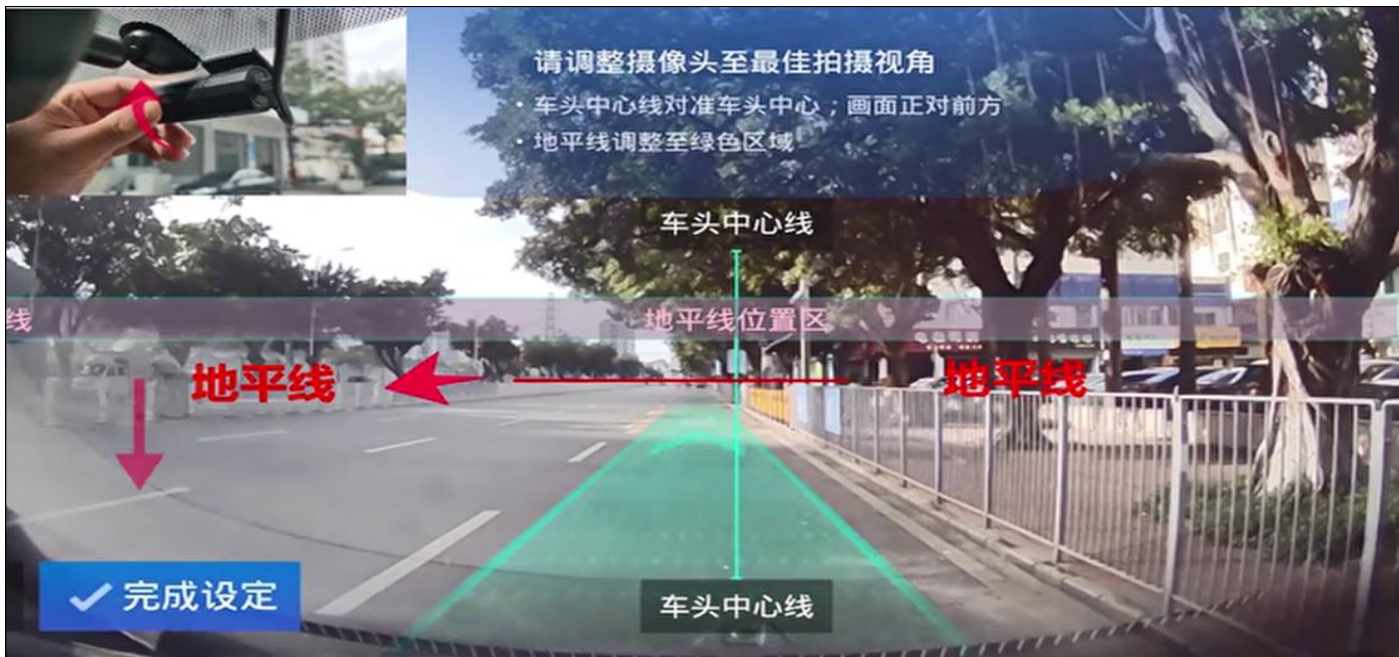 请调整摄像头至最佳拍摄视角
· 车头中心线对准车头中心；画面正对前方
· 地平线调整至绿色区域
车头中心线
线
地平线位置区
地平线
地平线
完成设定
车头中心线